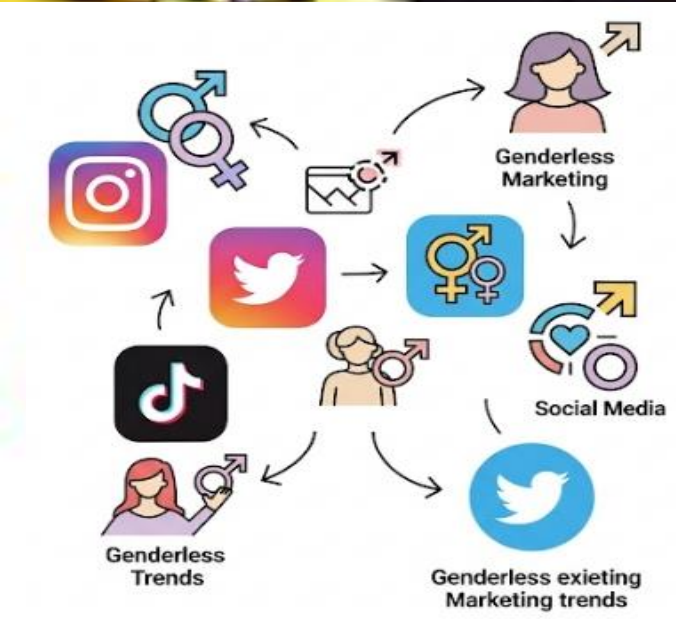 Genderless
Marketing
Social Media
Genderless
Trends
Genderless exieting
Marketing trends